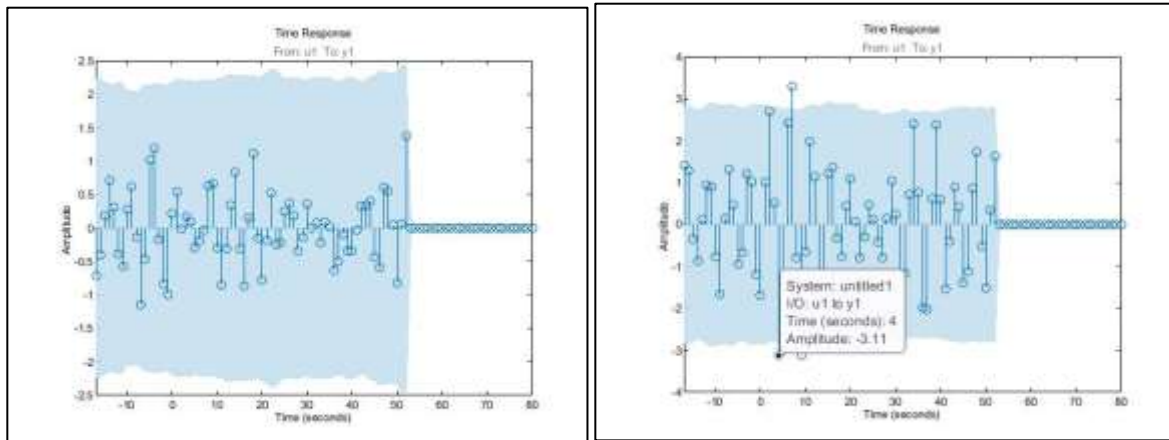 Time Response
From: u1 To: y1
2.5
2
1.5
1
0.5
0
-0.5
-1
-1.5
-2
-2.5
Amplitude
-10 0 10 20 30 40 50 60 70 80
Time (seconds)
Time Response
From: u1 To: y1
4
3
2
1
0
-1
-2
-3
-4
Amplitude
System: untitled1
I/O: u1 to y1
Time (seconds): 4
Amplitude: -3.11
-10 0 10 20 30 40 50 60 70 80
Time (seconds)